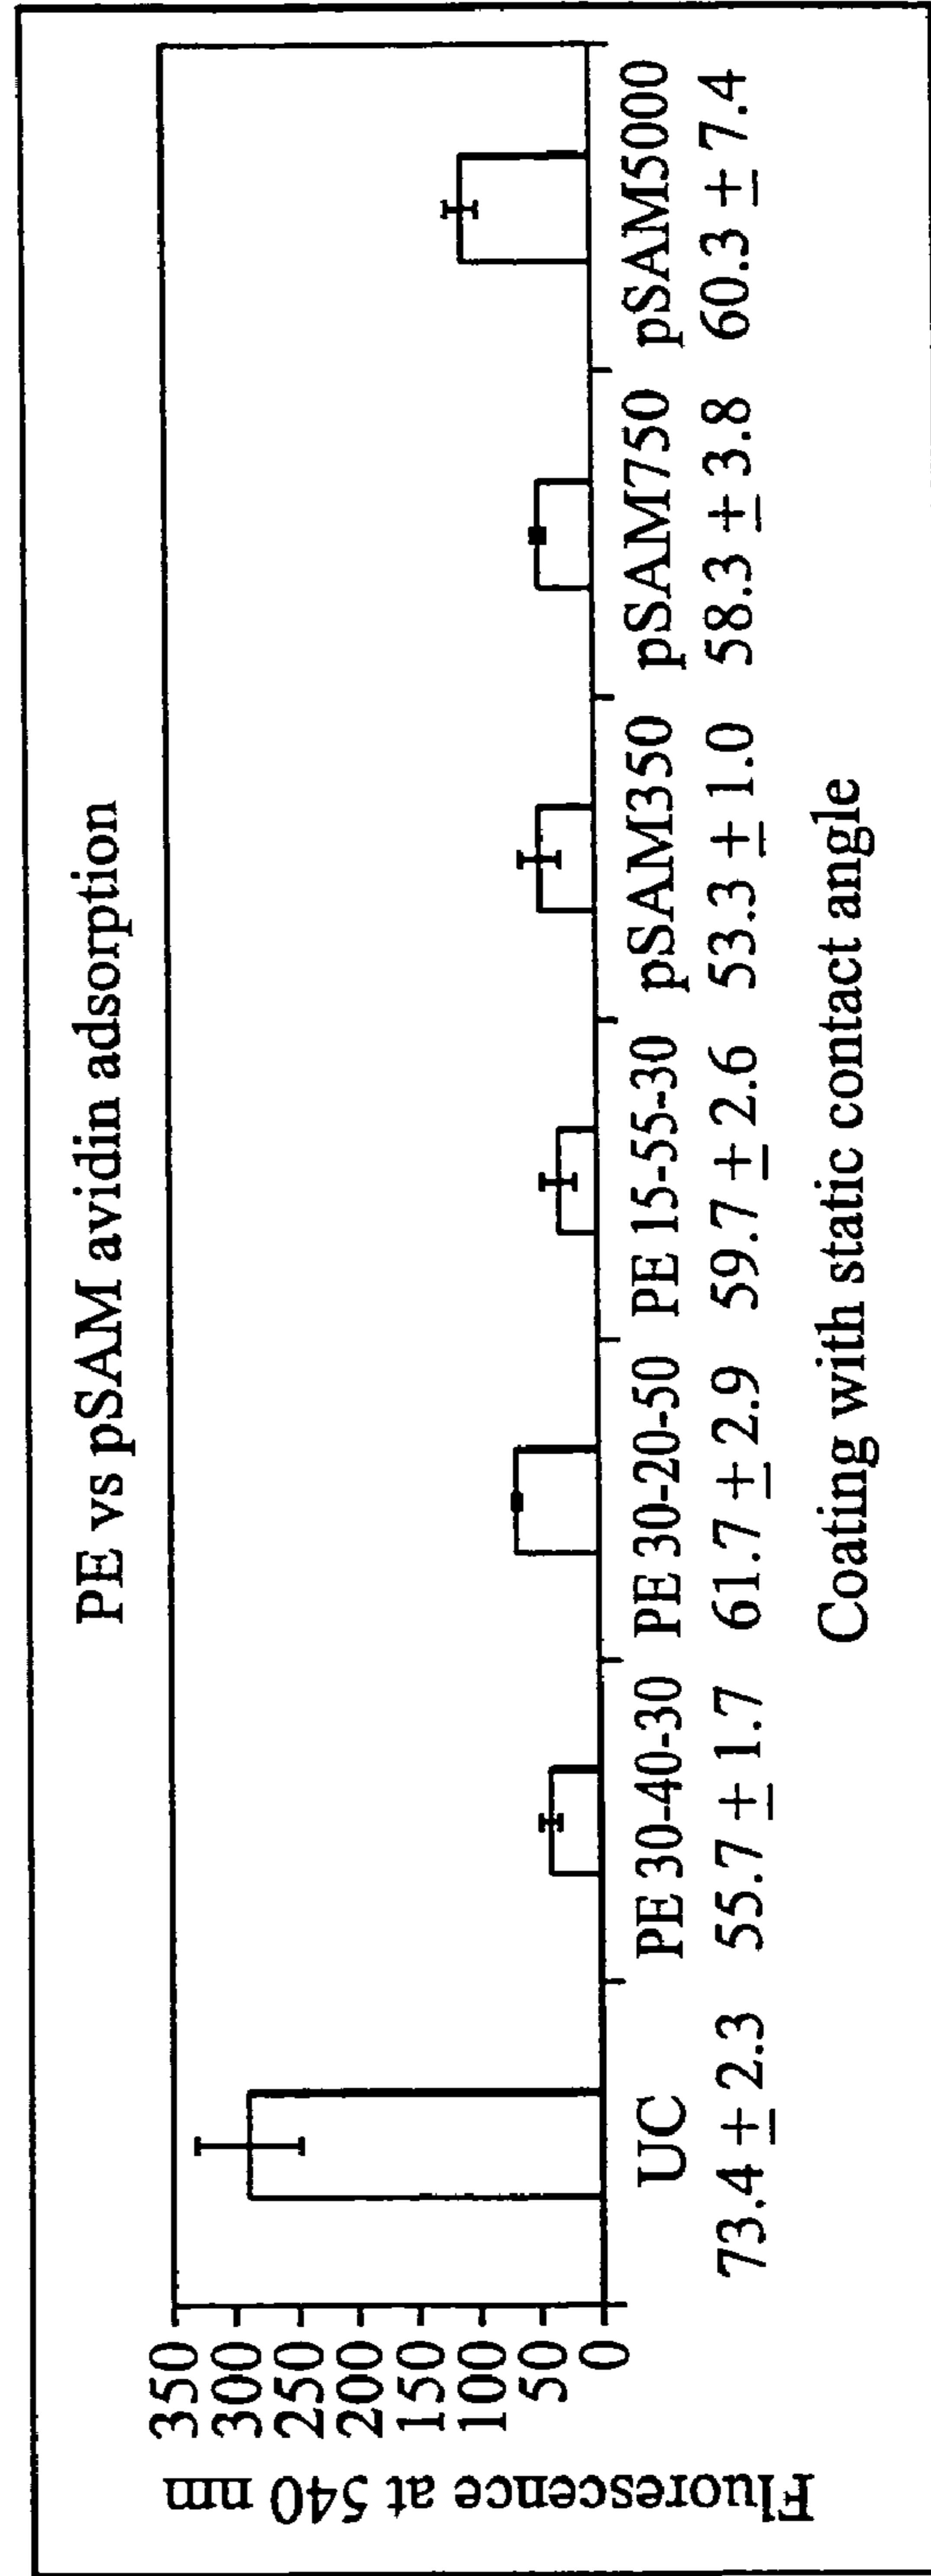 PE vs pSAM avidin adsorption
Fluorescence at 540 nm
350
300
250
200
150
100
50
0
UC PE 30-40-30 PE 30-20-50 PE 15-55-30 pSAM350 pSAM750 pSAM5000
73.4 ± 2.3 55.7 ± 1.7 61.7 ± 2.9 59.7 ± 2.6 53.3 ± 1.0 58.3 ± 3.8 60.3 ± 7.4
Coating with static contact angle